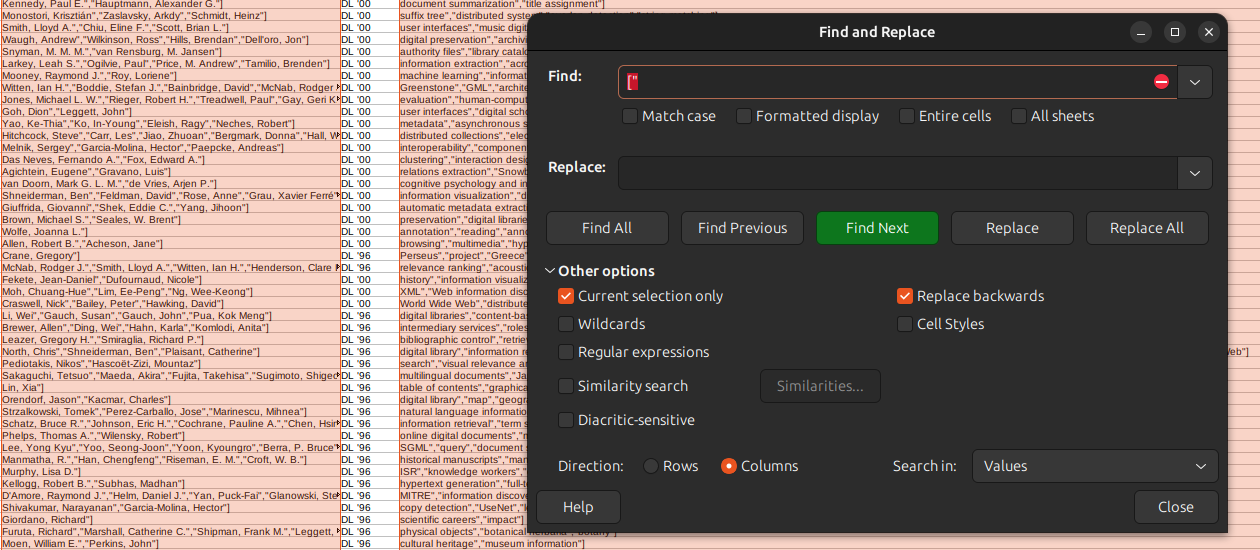 Kennedy, Paul E.","Hauptmann, Alexander G."] DL '00 document summarization","title assignment"]
Monotori, Krisztián","Zaslavsky, Arkdy","Schmidt, Heinz"] DL '00 suffix tree","distributed system
Smith, Lloyd A.","Chiu, Eline F.","Scott, Brian L."] DL '00 user interfaces","music digit
Waugh, Andrew","Wilkinson, Ross","Hills, Brendan","Dell'oro, Jon"] DL '00 digital preservation","archivi
Snyman, M. M. M.","van Rensburg, M. Jansen"] DL '00 authority files","library catalo
Larkey, Leah S.","Ogilvie, Paul","Price, M. Andrew","Tamilio, Brenden"] DL '00 information extraction","acro
Mooney, Raymond J.","Roy, Loriene"] DL '00 machine learning","informat
Witten, Ian H.","Boddie, Stefan J.","Bainbridge, David","McNab, Rodger DL '00 Greenstone","GML","archite
Jones, Michael L. W.","Rieger, Robert H.","Treadwell, Paul","Gay, Geri K DL '00 evaluation","human-comput
Goh, Dion","Leggett, John"] DL '00 user interfaces","digital scho
Yao, Ke-Thia","Ko, In-Young","Eleish, Ragy","Neches, Robert"] DL '00 metadata","asynchronous s
Hitchcock, Steve","Carr, Les","Jiao, Zhuoan","Bergmark, Donna","Hall, W DL '00 distributed collections","elec
Melnik, Sergey","Garcia-Molina, Hector","Paepcke, Andreas"] DL '00 interoperability","componen
Das Neves, Fernando A.","Fox, Edward A."] DL '00 clustering","interaction desig
Agichtein, Eugene","Gravano, Luis"] DL '00 relations extraction","Snowb
van Doorn, Mark G. L. M.","de Vries, Arjen P."] DL '00 cognitive psychology and in
Shneiderman, Ben","Feldman, David","Rose, Anne","Grau, Xavier Ferré" DL '00 information visualization","d
Giuffrida, Giovanni","Shek, Eddie C.","Yang, Jihoon"] DL '00 automatic metadata extracti
Brown, Michael S.","Seales, W. Brent"] DL '00 preservation","digital librarie
Wolfe, Joanna L."] DL '00 annotation","reading","anno
Allen, Robert B.","Acheson, Jane"] DL '00 browsing","multimedia","hyp
Crane, Gregory"] DL '96 Perseus","project","Greece"
McNab, Rodger J.","Smith, Lloyd A.","Witten, Ian H.","Henderson, Clare DL '96 relevance ranking","acousti
Fekete, Jean-Daniel","Dufournaud, Nicole"] DL '00 history","information visualiz
Moh, Chuang-Hue","Lim, Ee-Peng","Ng, Wee-Keong"] DL '00 XML","Web information disc
Craswell, Nick","Bailey, Peter","Hawking, David"] DL '00 World Wide Web","distribute
Li, Wei","Gauch, Susan","Gauch, John","Pua, Kok Meng"] DL '96 digital libraries","content-bas
Brewer, Allen","Ding, Wei","Hahn, Karla","Komlodi, Anita"] DL '96 intermediary services","roles
Leazer, Gregory H.","Smiraglia, Richard P."] DL '96 bibliographic control","retriev
North, Chris","Shneiderman, Ben","Plaisant, Catherine"] DL '96 digital library","information re Web"]
Pediotakis, Nikos","Hascoët-Zizi, Mountaz"] DL '96 search","visual relevance an
Sakaguchi, Tetsuo","Maeda, Akira","Fujita, Takehisa","Sugimoto, Shigeo DL '96 multilingual documents","Ja
Lin, Xia"] DL '96 table of contents","graphica
Orendorf, Jason","Kacmar, Charles"] DL '96 digital library","map","geogra
Strzalkowski, Tomek","Perez-Carballo, Jose","Marinescu, Mihnea"] DL '96 natural language informatio
Schatz, Bruce R.","Johnson, Eric H.","Cochrane, Pauline A.","Chen, Hsin DL '96 information retrieval","term s
Phelps, Thomas A.","Wilensky, Robert"] DL '96 online digital documents","m
Lee, Yong Kyu","Yoo, Seong-Joon","Yoon, Kyoungro","Berra, P. Bruce" DL '96 SGML","query","document s
Manmatha, R.","Han, Chengfeng","Riseman, E. M.","Croft, W. B."] DL '96 historical manuscripts","man
Murphy, Lisa D."] DL '96 ISR","knowledge workers","
Kellogg, Robert B.","Subhas, Madhan"] DL '96 hypertext generation","full-te
D'Amore, Raymond J.","Helm, Daniel J.","Yan, Puck-Fai","Glanowski, Ste DL '96 MITRE","information discove
Shivakumar, Narayanan","Garcia-Molina, Hector"] DL '96 copy detection","UseNet","Ic
Giordano, Richard"] DL '96 scientific careers","impact"]
Furuta, Richard","Marshall, Catherine C.","Shipman, Frank M.","Leggett, DL '96 physical objects","botanical herbaria","botany"]
Moen, William E.","Perkins, John"] DL '96 cultural heritage","museum information"]
Find and Replace
Find: ["
Match case Formatted display Entire cells All sheets
Replace:
Find All Find Previous Find Next Replace Replace All
Other options
Current selection only Replace backwards
Wildcards Cell Styles
Regular expressions
Similarity search Similarities...
Diacritic-sensitive
Direction: Rows Columns Search in: Values
Help Close